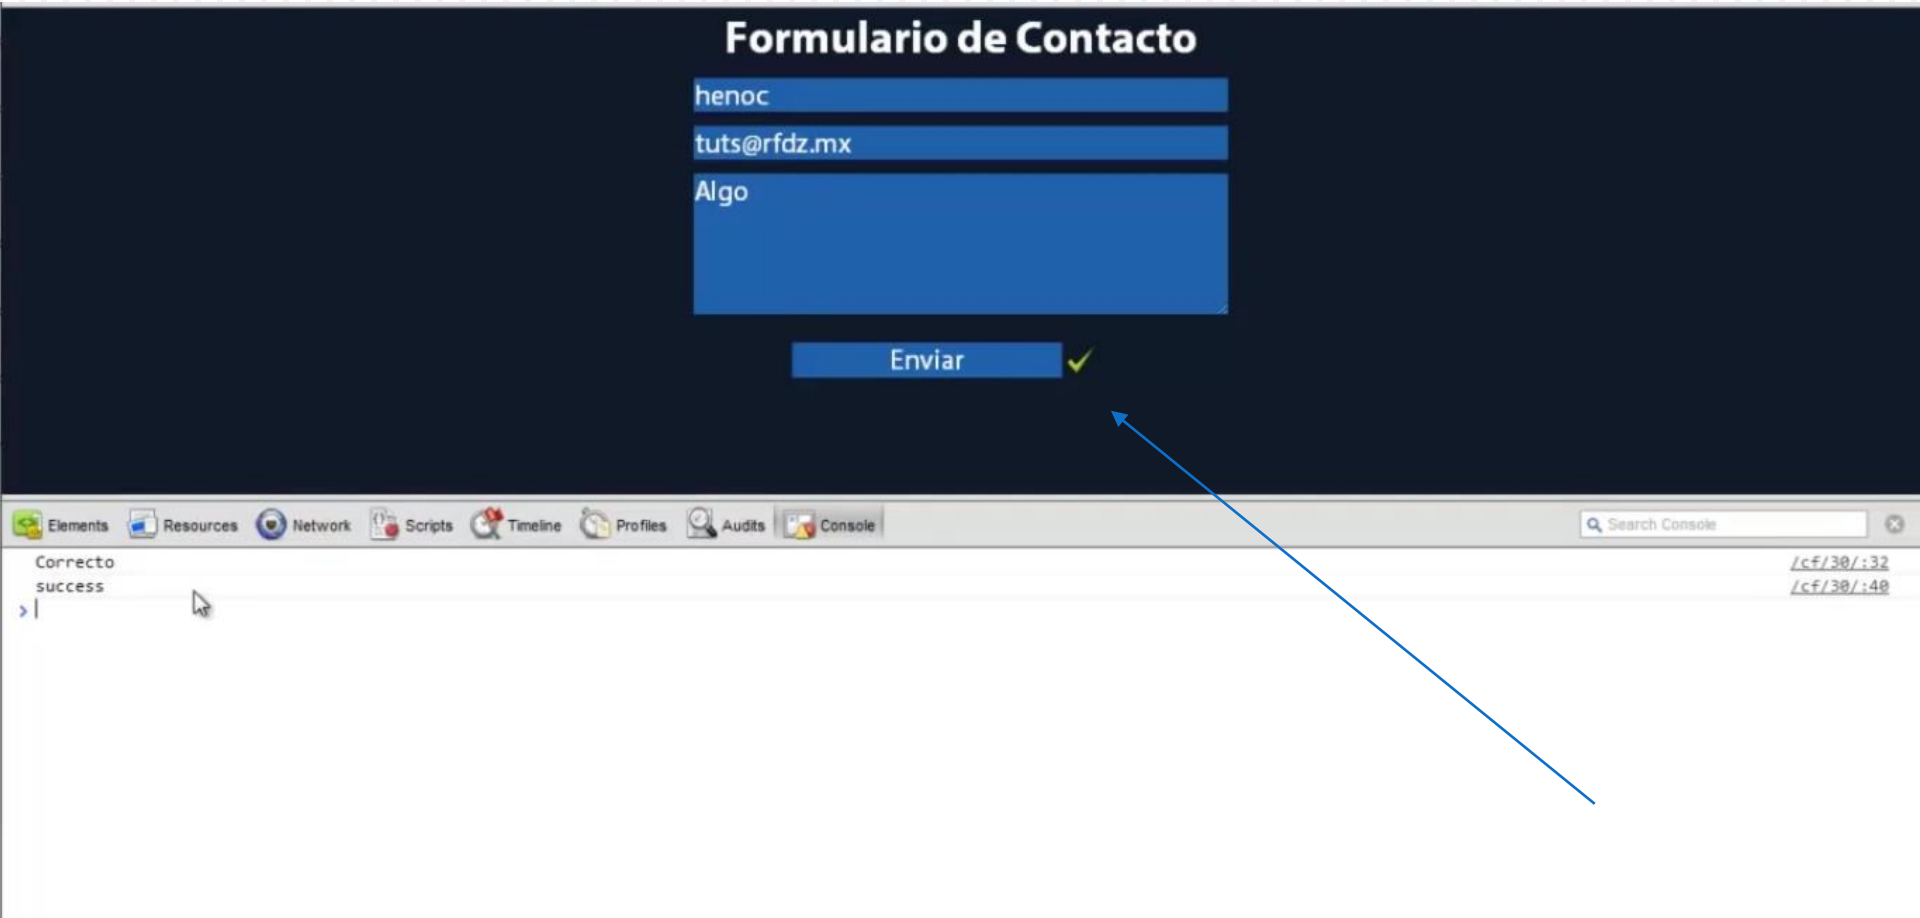 Formulario de Contacto
henoc
tuts@rfdz.mx
Algo
Enviar
Elements Resources Network Scripts Timeline Profiles Audits Console Search Console
Correcto /cf/30/:32
success /cf/30/:40
>